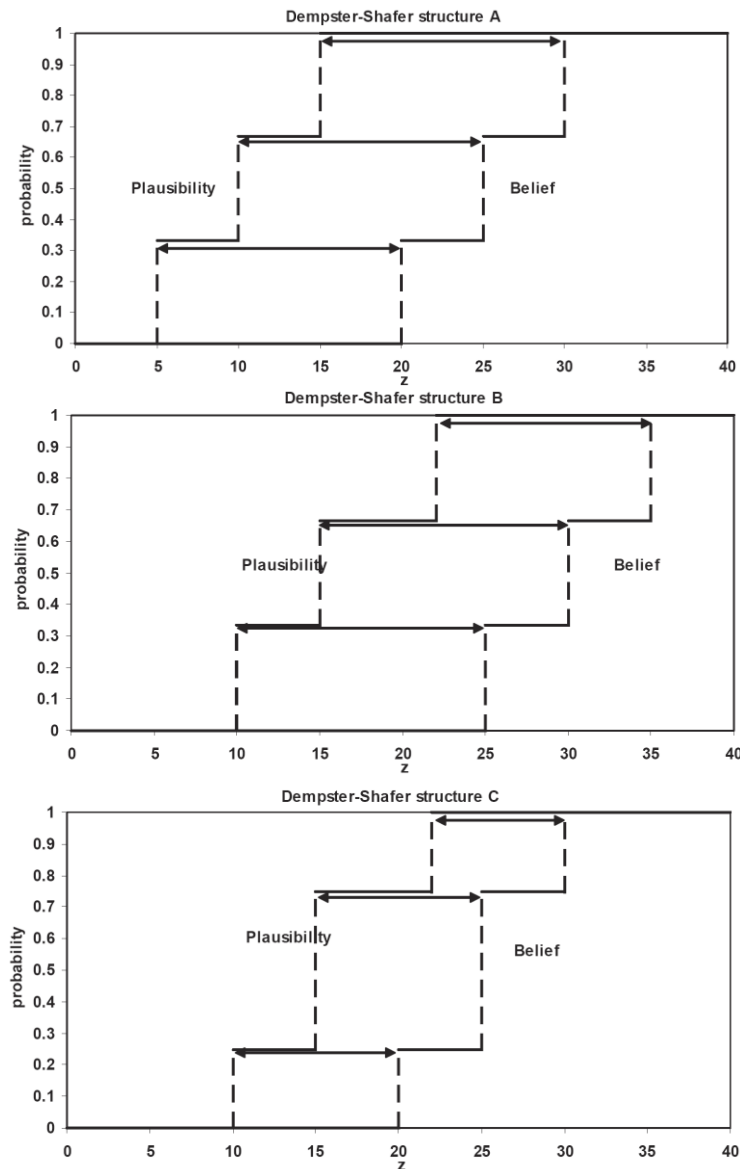 Dempster-Shafer structure A
1
0.9
0.8
0.7
0.6
0.5
0.4
0.3
0.2
0.1
0
probability
Plausibility
Belief
0 5 10 15 20 25 30 35 40
z
Dempster-Shafer structure B
1
0.9
0.8
0.7
0.6
0.5
0.4
0.3
0.2
0.1
0
probability
Plausibility
Belief
0 5 10 15 20 25 30 35 40
z
Dempster-Shafer structure C
1
0.9
0.8
0.7
0.6
0.5
0.4
0.3
0.2
0.1
0
probability
Plausibility
Belief
0 5 10 15 20 25 30 35 40
z